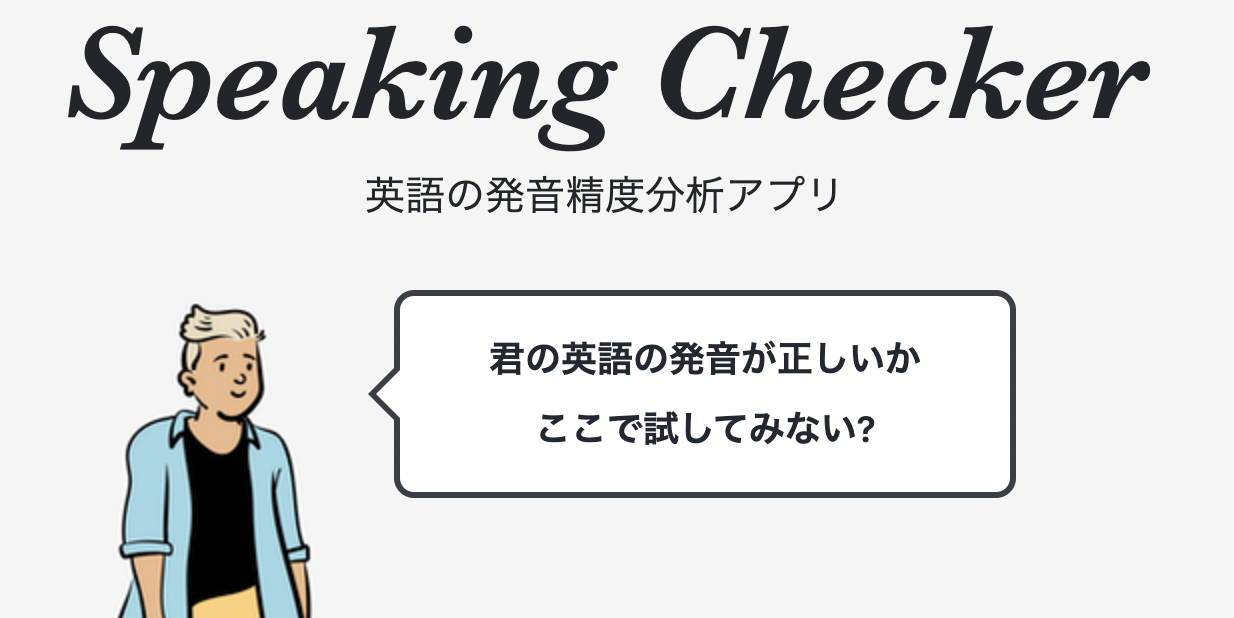 Speaking Checker
英語の発音精度分析アプリ
君の英語の発音が正しいか
ここで試してみない?